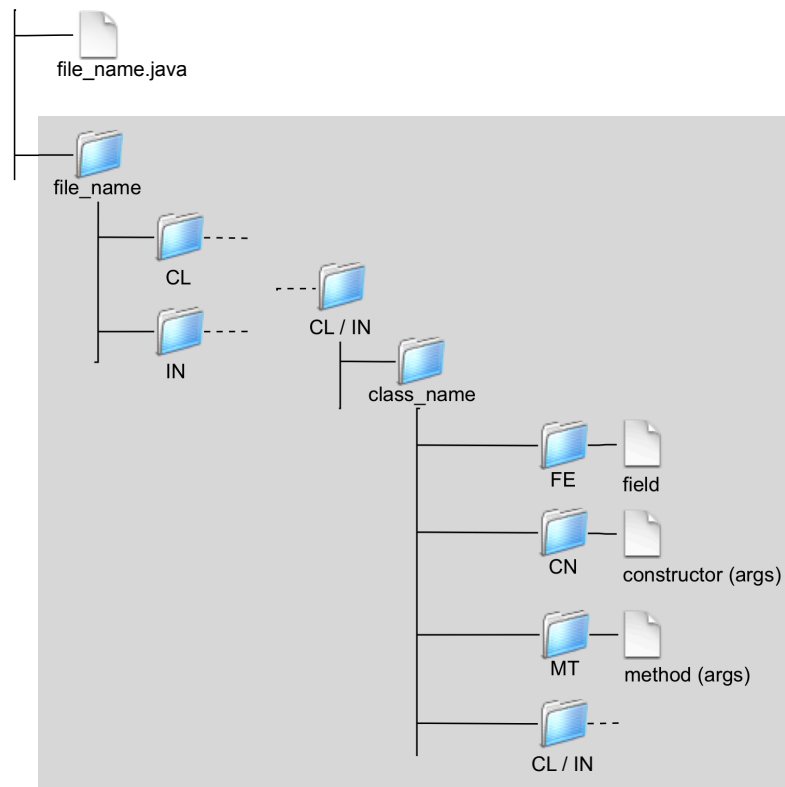 file_name.java
file_name
CL
IN
CL / IN
class_name
FE
field
CN
constructor (args)
MT
method (args)
CL / IN